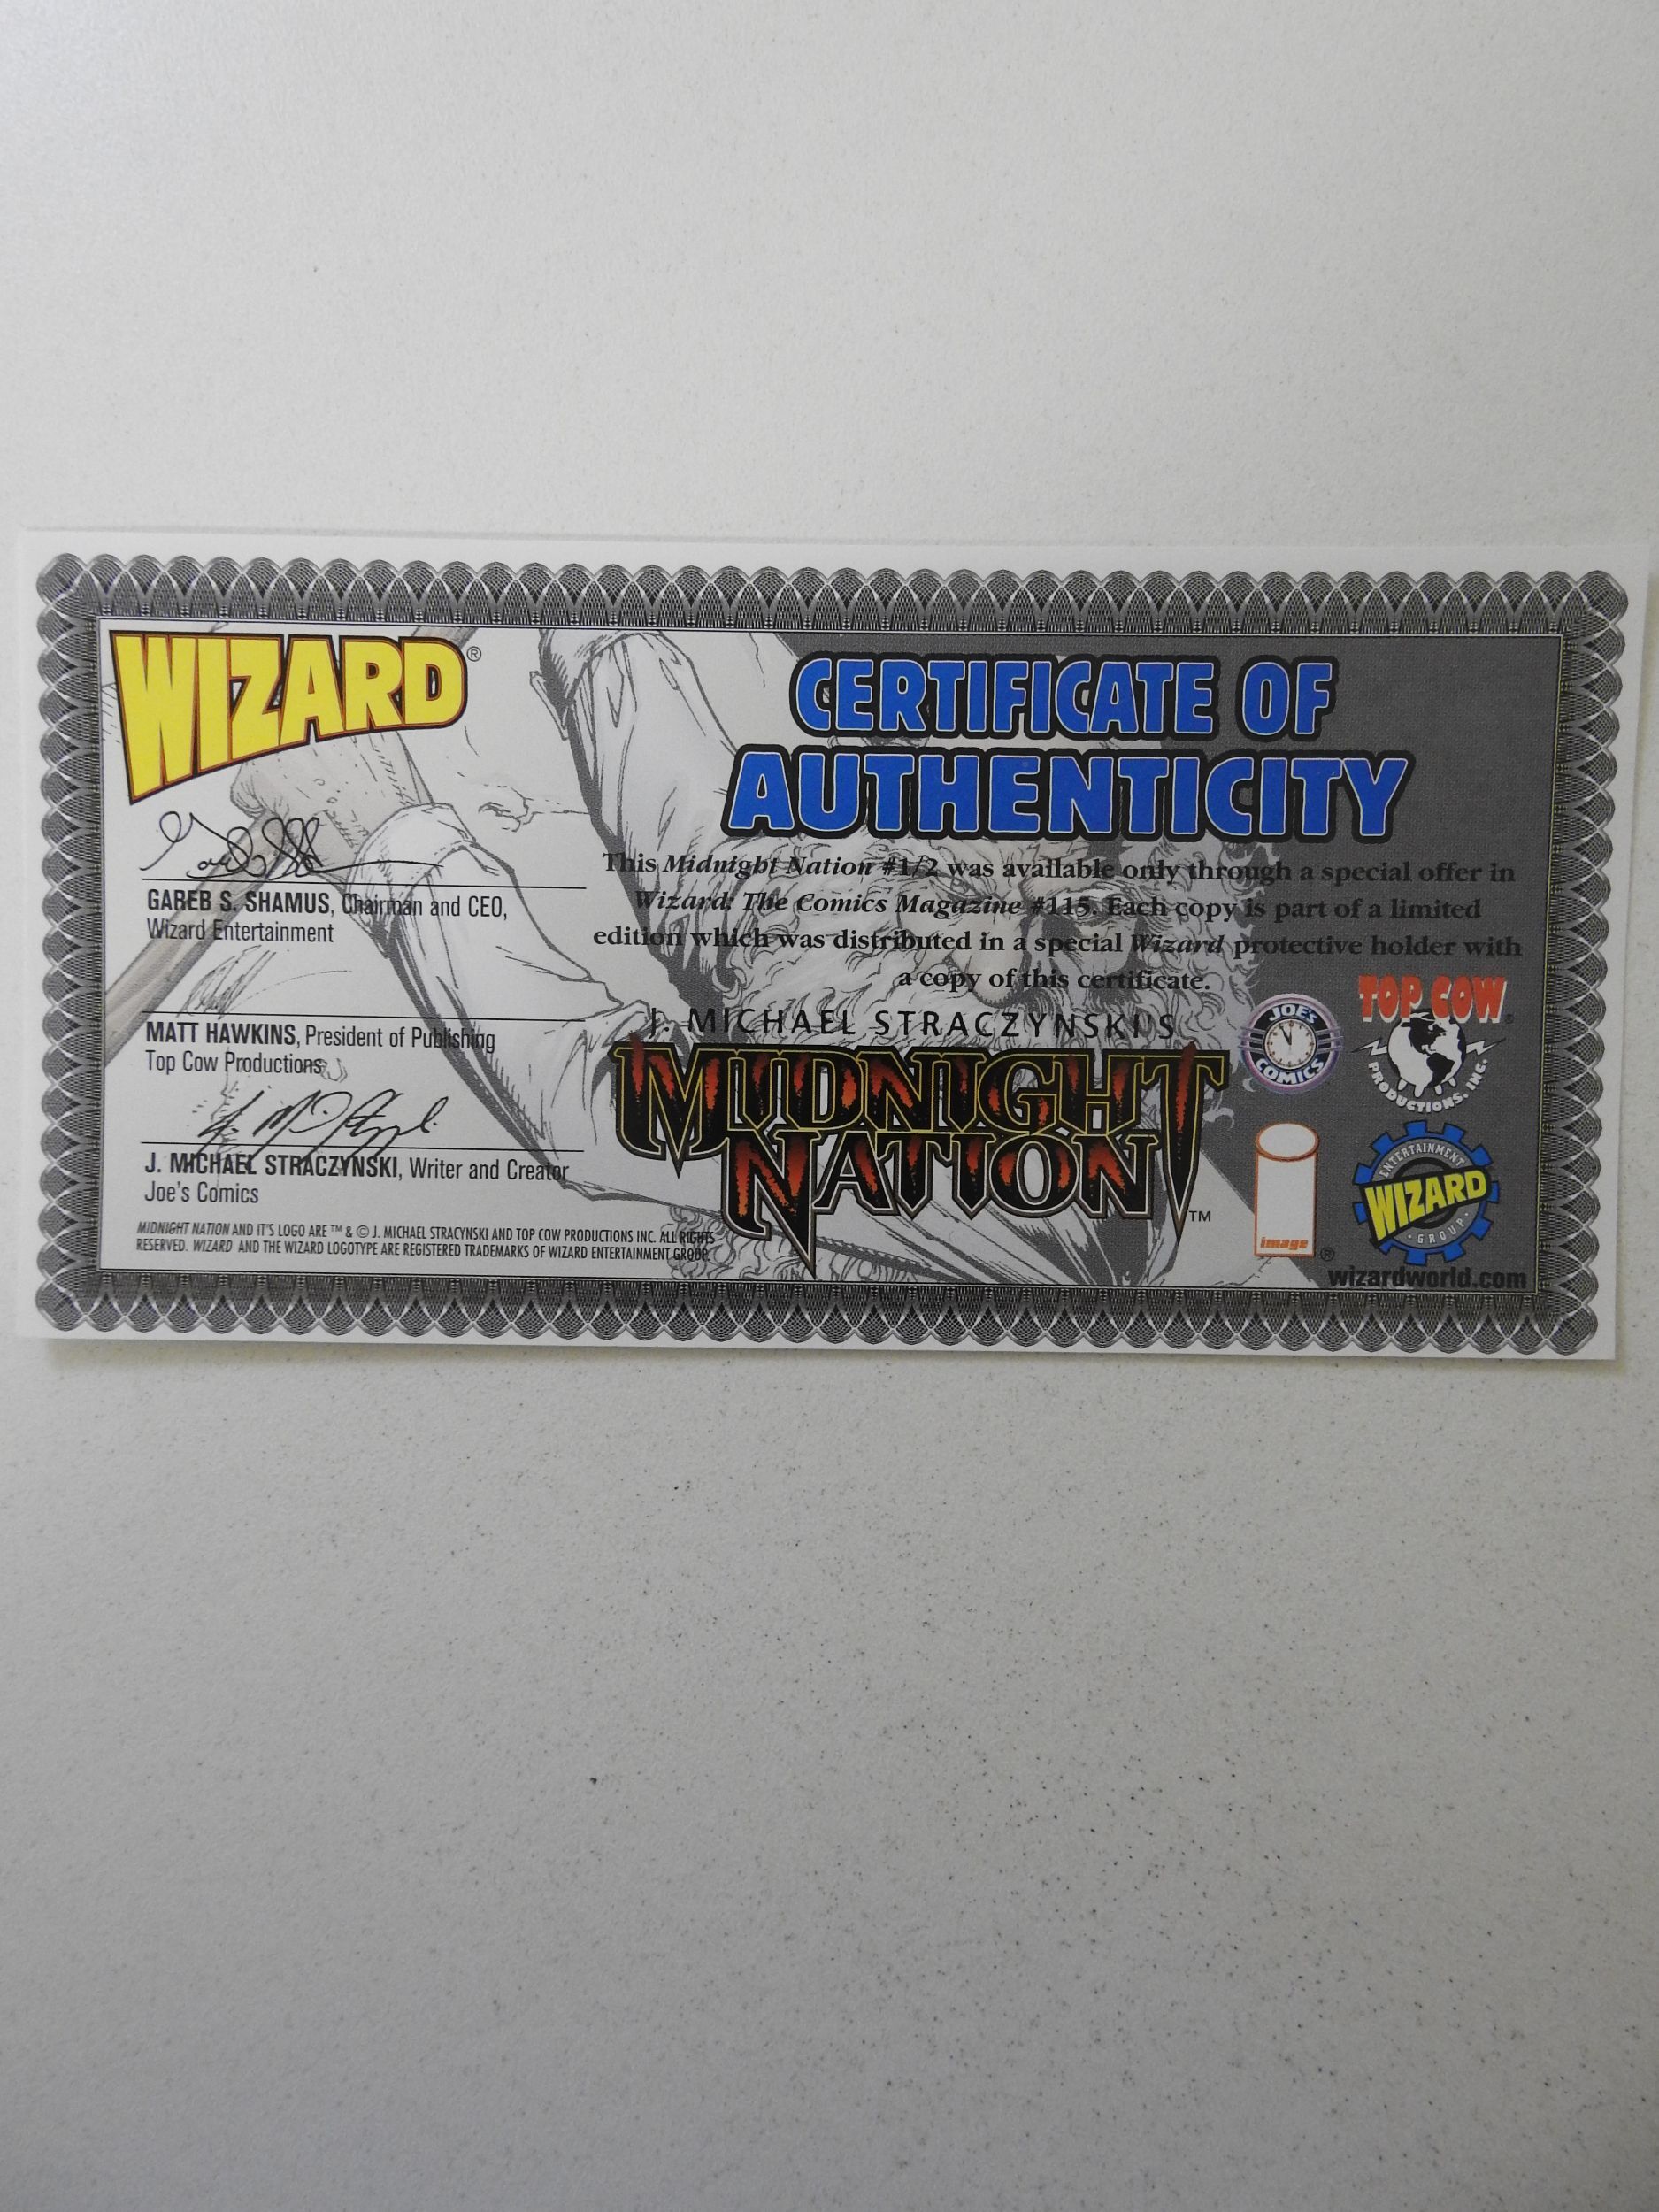 WIZARD®
GAREB S. SHAMUS, Chairman and CEO,
Wizard Entertainment
MATT HAWKINS, President of Publishing
Top Cow Productions
J. MICHAEL STRACZYNSKI, Writer and Creator
Joe's Comics
MIDNIGHT NATION AND IT'S LOGO ARE ™ & © J. MICHAEL STRACYNSKI AND TOP COW PRODUCTIONS INC. ALL RIGHTS
RESERVED. WIZARD AND THE WIZARD LOGOTYPE ARE REGISTERED TRADEMARKS OF WIZARD ENTERTAINMENT GROUP.
CERTIFICATE OF
AUTHENTICITY
This Midnight Nation #1/2 was available only through a special offer in
Wizard: The Comics Magazine #115. Each copy is part of a limited
edition which was distributed in a special Wizard protective holder with
a copy of this certificate.
J. MICHAEL STRACZYNSKI'S
MIDNIGHT
NATION™
JOE'S
COMICS
TOP COW®
PRODUCTIONS, INC.
image®
ENTERTAINMENT
WIZARD
GROUP
wizardworld.com